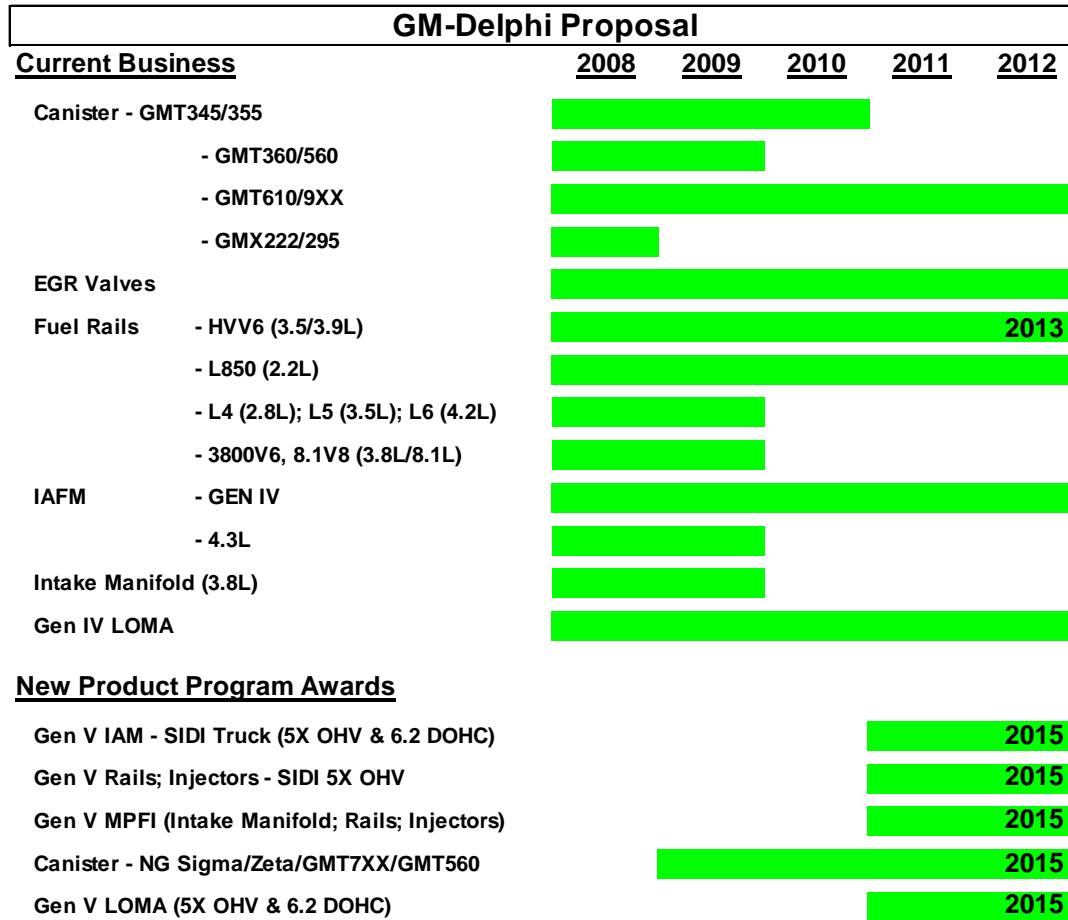 GM-Delphi Proposal
Current Business 2008 2009 2010 2011 2012
Canister - GMT345/355
- GMT360/560
- GMT610/9XX
- GMX222/295
EGR Valves
Fuel Rails - HVV6 (3.5/3.9L) 2013
- L850 (2.2L)
- L4 (2.8L); L5 (3.5L); L6 (4.2L)
- 3800V6, 8.1V8 (3.8L/8.1L)
IAFM - GEN IV
- 4.3L
Intake Manifold (3.8L)
Gen IV LOMA
New Product Program Awards
Gen V IAM - SIDI Truck (5X OHV & 6.2 DOHC) 2015
Gen V Rails; Injectors - SIDI 5X OHV 2015
Gen V MPFI (Intake Manifold; Rails; Injectors) 2015
Canister - NG Sigma/Zeta/GMT7XX/GMT560 2015
Gen V LOMA (5X OHV & 6.2 DOHC) 2015